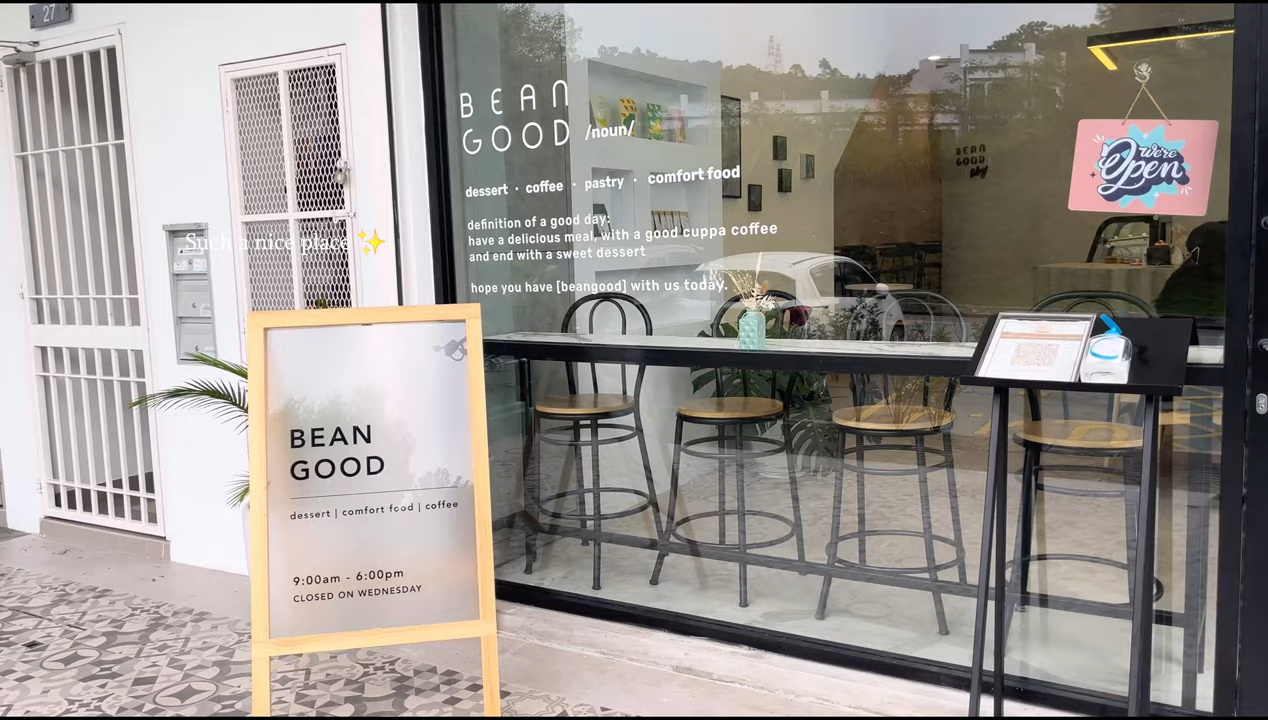 27
Such a nice place ✨
BEAN
GOOD /noun/
dessert · coffee · pastry · comfort food
definition of a good day:
have a delicious meal, with a good cuppa coffee
and end with a sweet dessert
hope you have [beangood] with us today.
BEAN
GOOD
we're
Open
BEAN
GOOD
dessert | comfort food | coffee
9:00am - 6:00pm
CLOSED ON WEDNESDAY